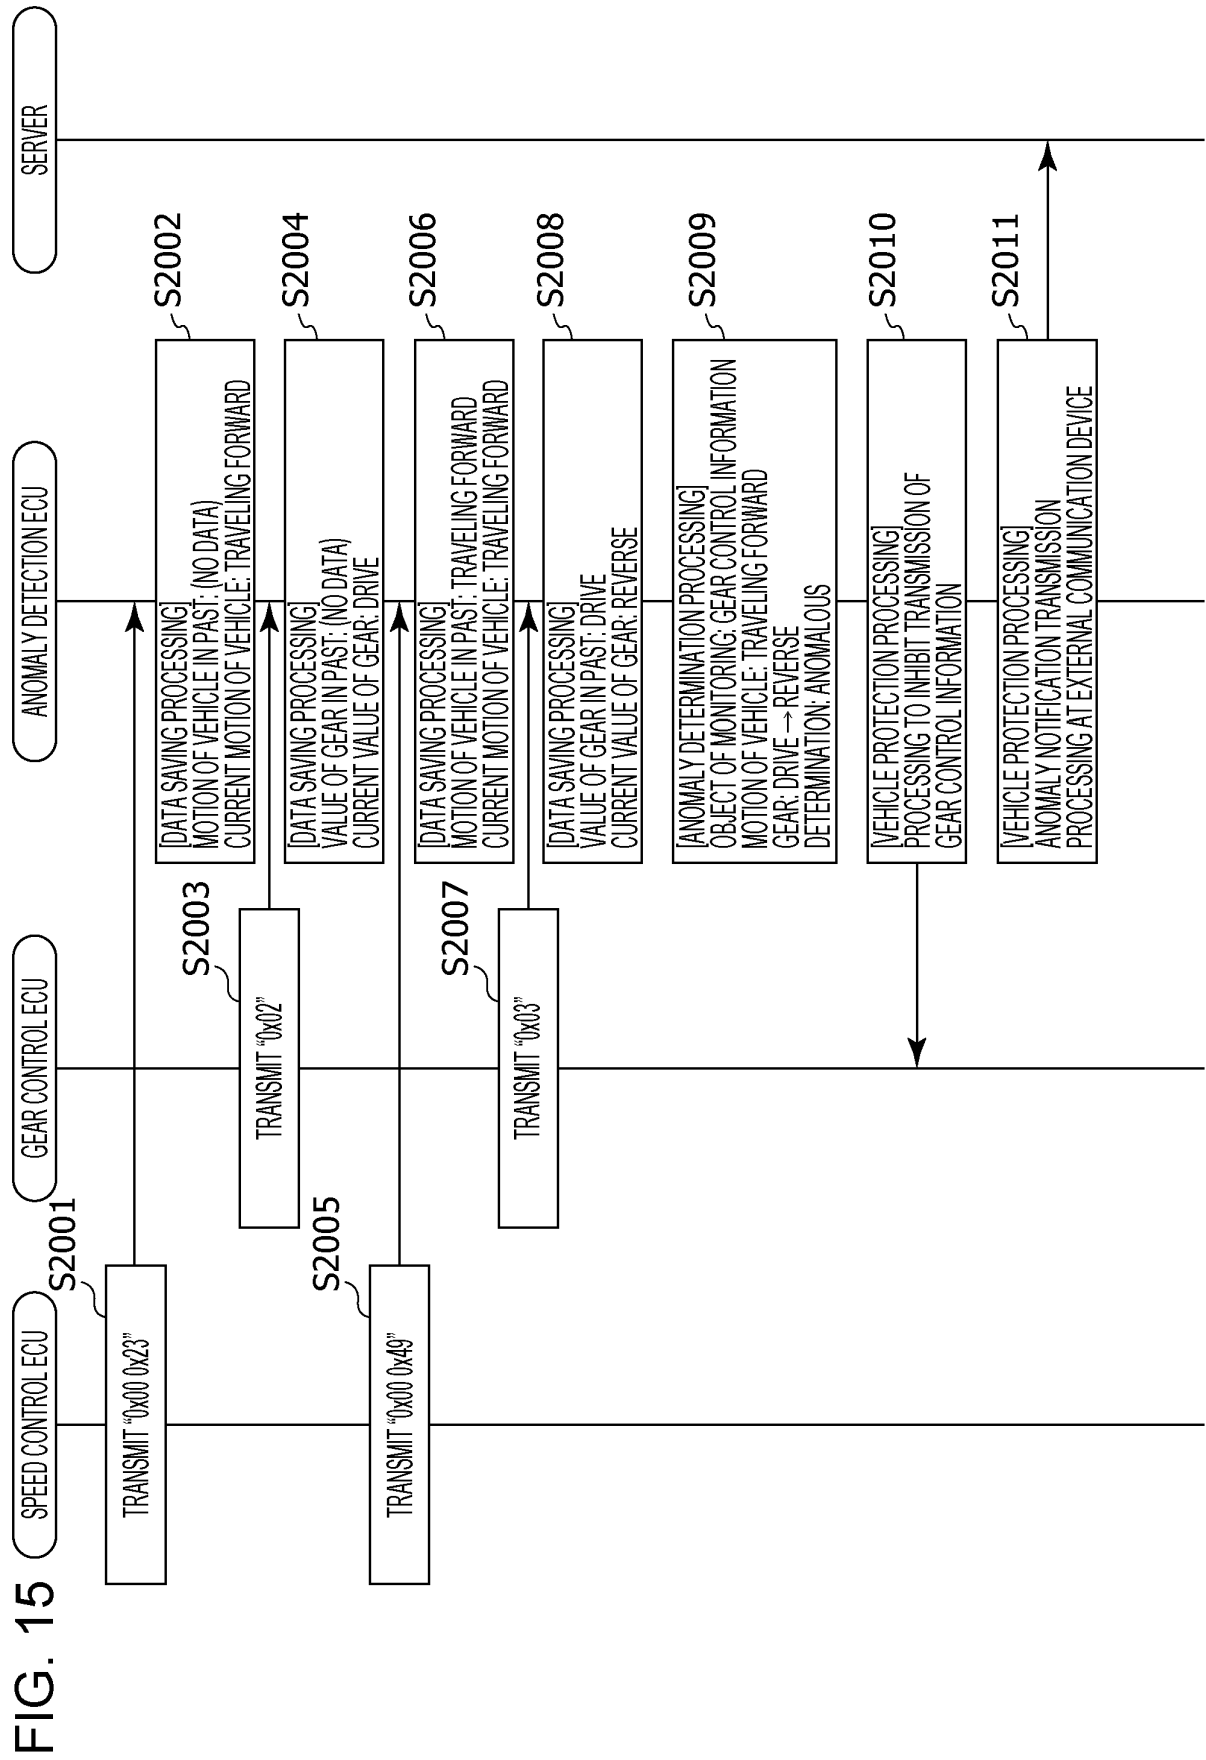 FIG. 15
SPEED CONTROL ECU
GEAR CONTROL ECU
ANOMALY DETECTION ECU
SERVER
S2001
TRANSMIT “0x00 0x23”
S2002
[DATA SAVING PROCESSING]
MOTION OF VEHICLE IN PAST: (NO DATA)
CURRENT MOTION OF VEHICLE: TRAVELING FORWARD
S2003
TRANSMIT “0x02”
S2004
[DATA SAVING PROCESSING]
VALUE OF GEAR IN PAST: (NO DATA)
CURRENT VALUE OF GEAR: DRIVE
S2005
TRANSMIT “0x00 0x49”
S2006
[DATA SAVING PROCESSING]
MOTION OF VEHICLE IN PAST: TRAVELING FORWARD
CURRENT MOTION OF VEHICLE: TRAVELING FORWARD
S2007
TRANSMIT “0x03”
S2008
[DATA SAVING PROCESSING]
VALUE OF GEAR IN PAST: DRIVE
CURRENT VALUE OF GEAR: REVERSE
S2009
[ANOMALY DETERMINATION PROCESSING]
OBJECT OF MONITORING: GEAR CONTROL INFORMATION
MOTION OF VEHICLE: TRAVELING FORWARD
GEAR: DRIVE → REVERSE
DETERMINATION: ANOMALOUS
S2010
[VEHICLE PROTECTION PROCESSING]
PROCESSING TO INHIBIT TRANSMISSION OF
GEAR CONTROL INFORMATION
S2011
[VEHICLE PROTECTION PROCESSING]
ANOMALY NOTIFICATION TRANSMISSION
PROCESSING AT EXTERNAL COMMUNICATION DEVICE